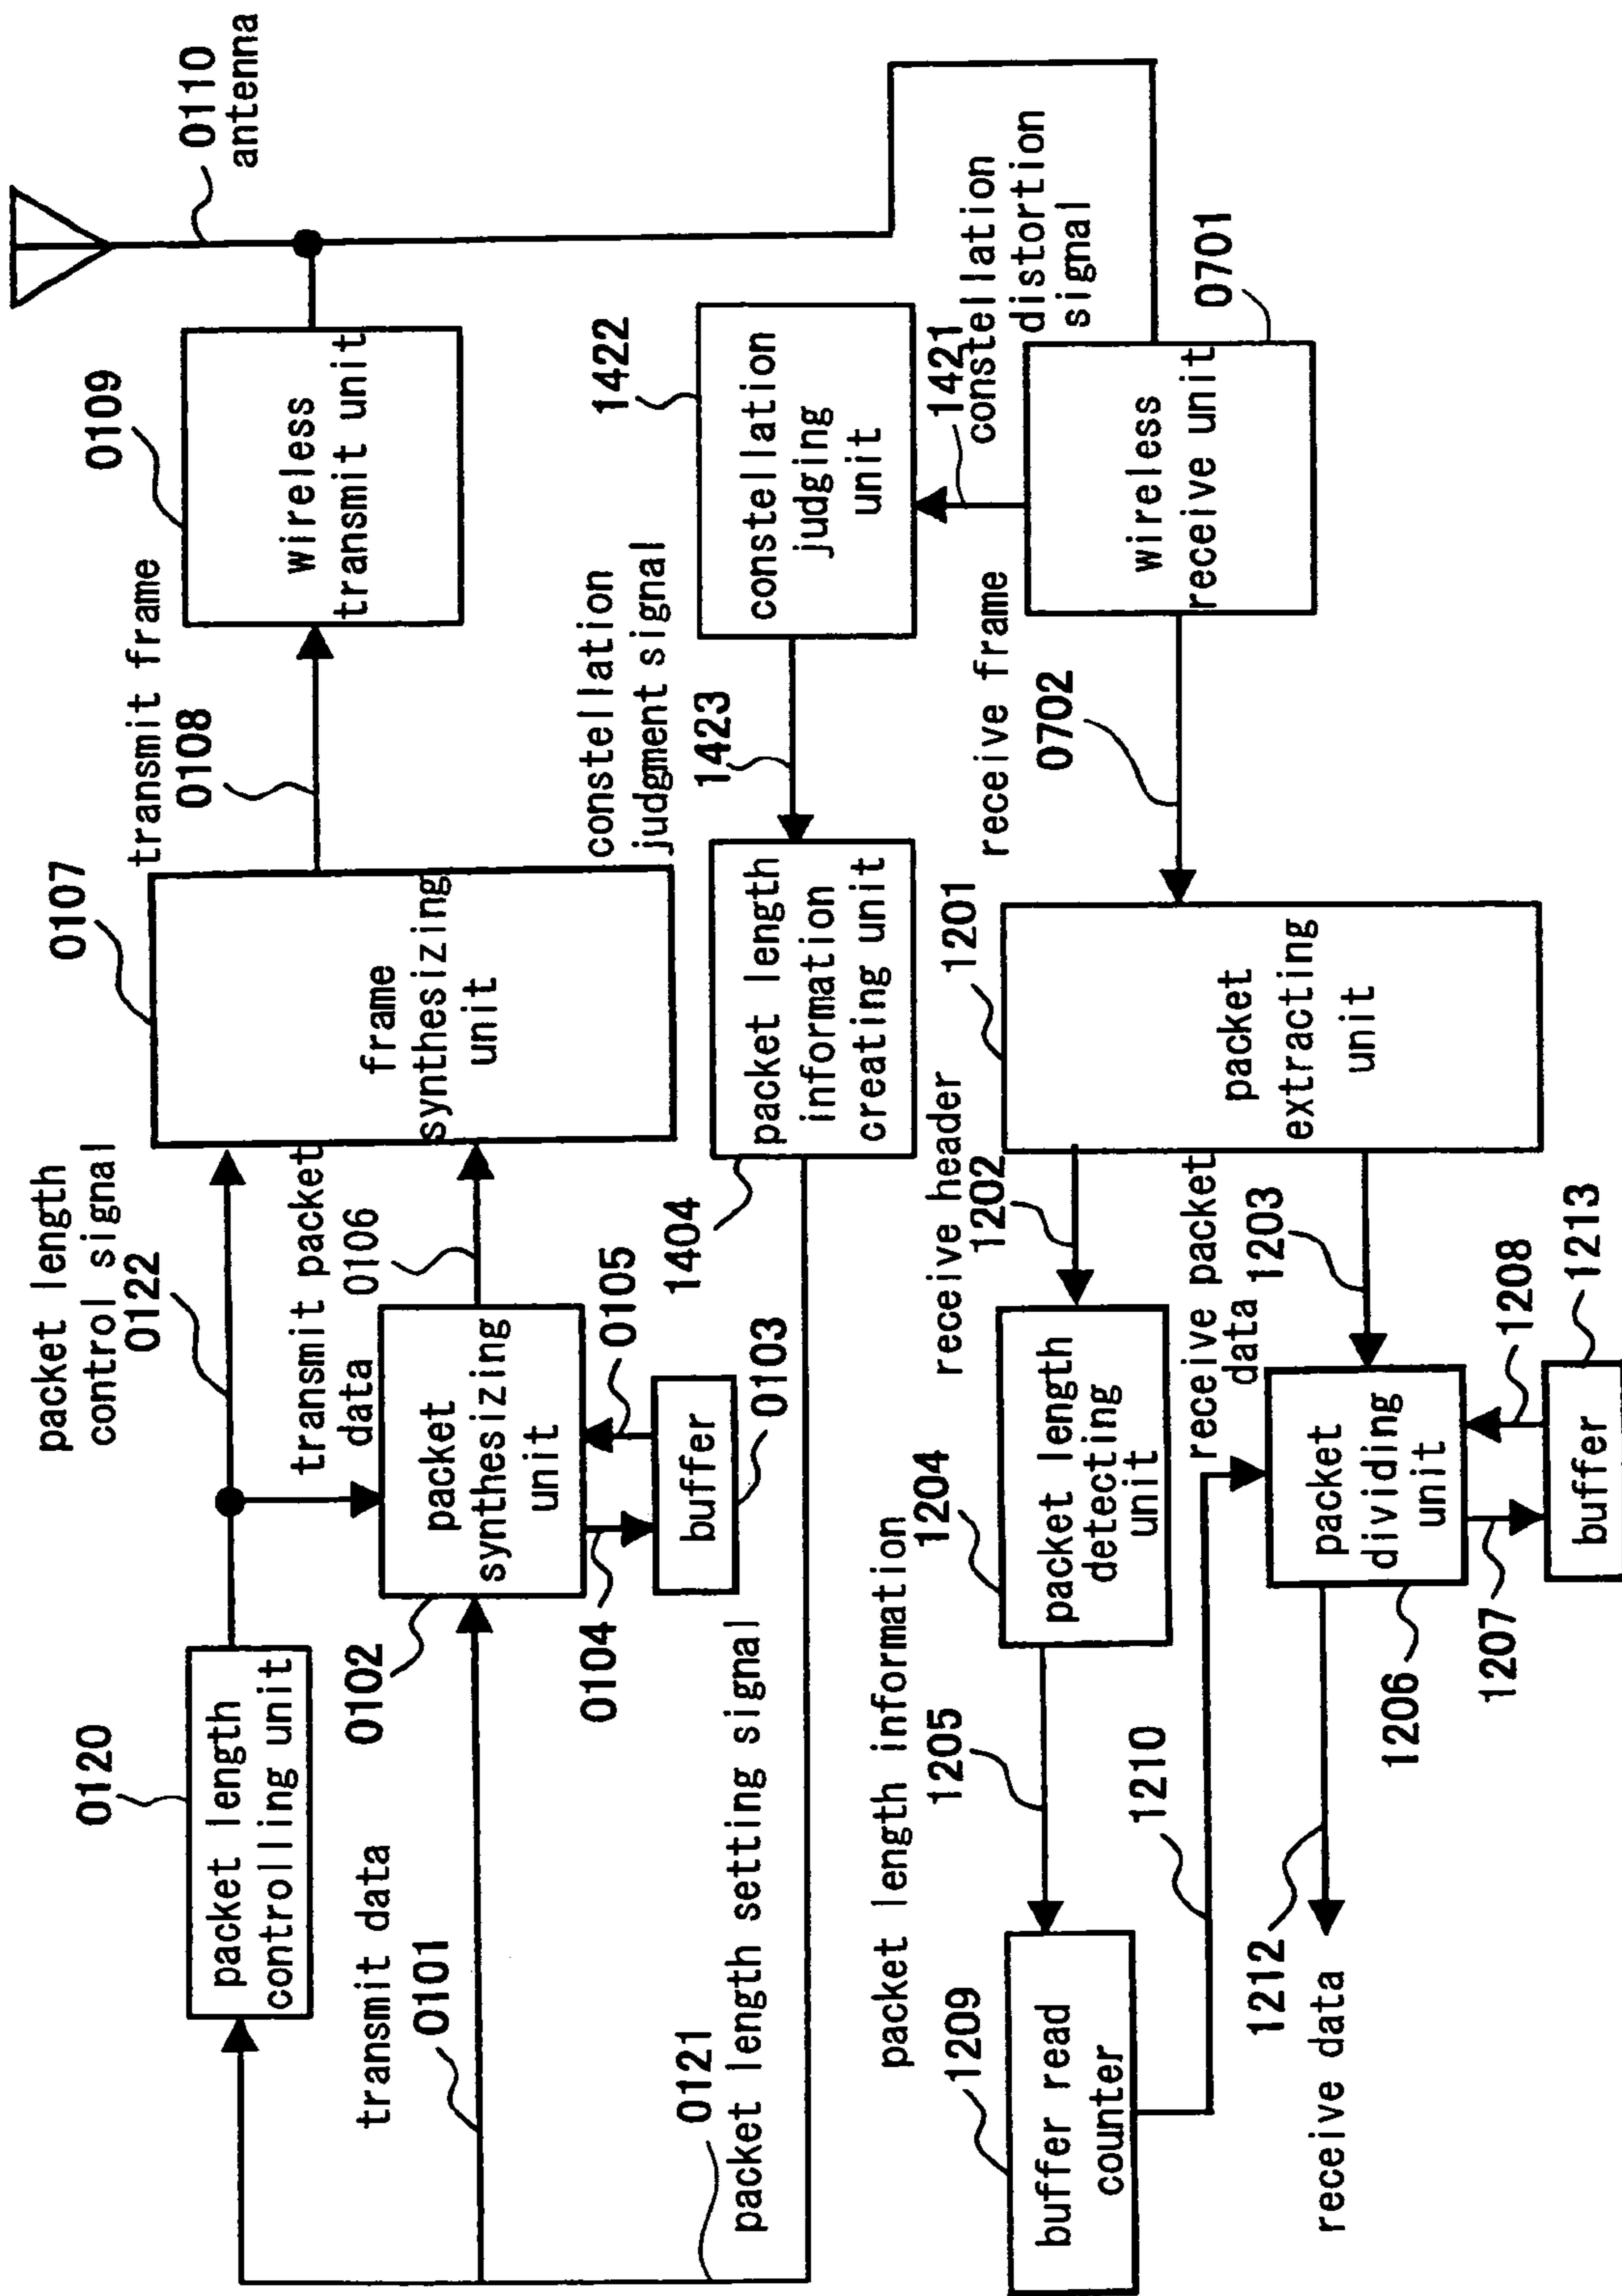 0110
antenna
0109
wireless
transmit unit
transmit frame
0108
0107
frame
synthesizing
unit
packet length
control signal
0122
0120
packet length
controlling unit
transmit packet
data
0106
0102
packet
synthesizing
unit
0104
0105
buffer
0103
transmit data
0101
0121
packet length setting signal
1404
packet length
information
creating unit
constellation
judgment signal
1423
1422
constellation
judging
unit
1421
constellation
distortion
signal
0701
wireless
receive unit
receive frame
0702
1201
packet
extracting
unit
receive header
1202
receive packet
data
1203
1204
packet length
detecting
unit
packet length information
1205
1209
buffer read
counter
1210
1206
packet
dividing
unit
1207
1208
1213
buffer
1212
receive data